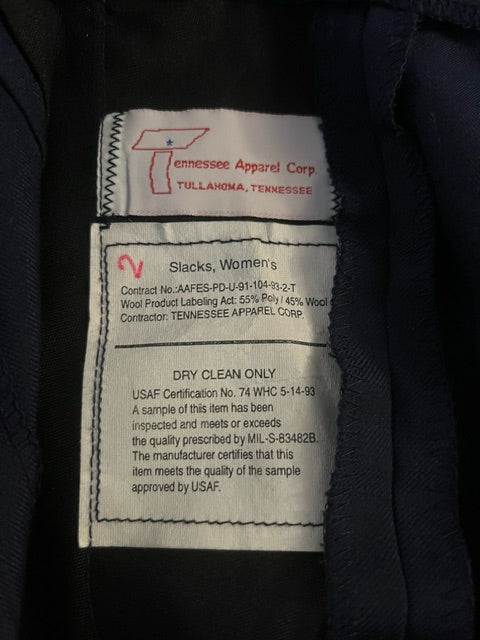 Tennessee Apparel Corp.
TULLAHOMA, TENNESSEE
2
Slacks, Women's
Contract No.:AAFES-PD-U-91-104-93-2-T
Wool Product Labeling Act: 55% Poly / 45% Wool
Contractor: TENNESSEE APPAREL CORP.
DRY CLEAN ONLY
USAF Certification No. 74 WHC 5-14-93
A sample of this item has been
inspected and meets or exceeds
the quality prescribed by MIL-S-83482B.
The manufacturer certifies that this
item meets the quality of the sample
approved by USAF.